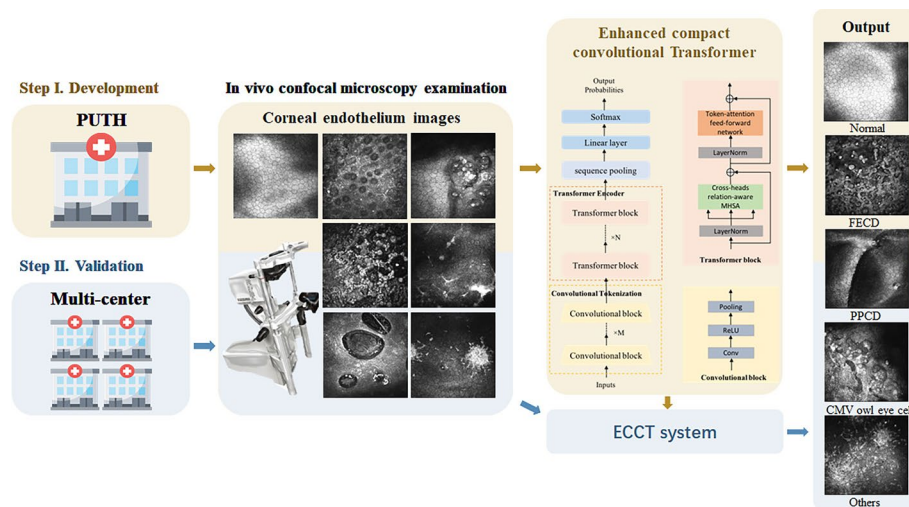 Step I. Development
PUTH
Step II. Validation
Multi-center
In vivo confocal microscopy examination
Corneal endothelium images
Enhanced compact
convolutional Transformer
Output
Probabilities
Softmax
Linear layer
sequence pooling
Transformer Encoder
Transformer block
×N
Transformer block
Convolutional Tokenization
Convolutional block
×M
Convolutional block
Inputs
Token-attention
feed-forward
network
LayerNorm
Cross-heads
relation-aware
MHSA
LayerNorm
Transformer block
Pooling
ReLU
Conv
Convolutional block
ECCT system
Output
Normal
FECD
PPCD
CMV owl eye cel
Others